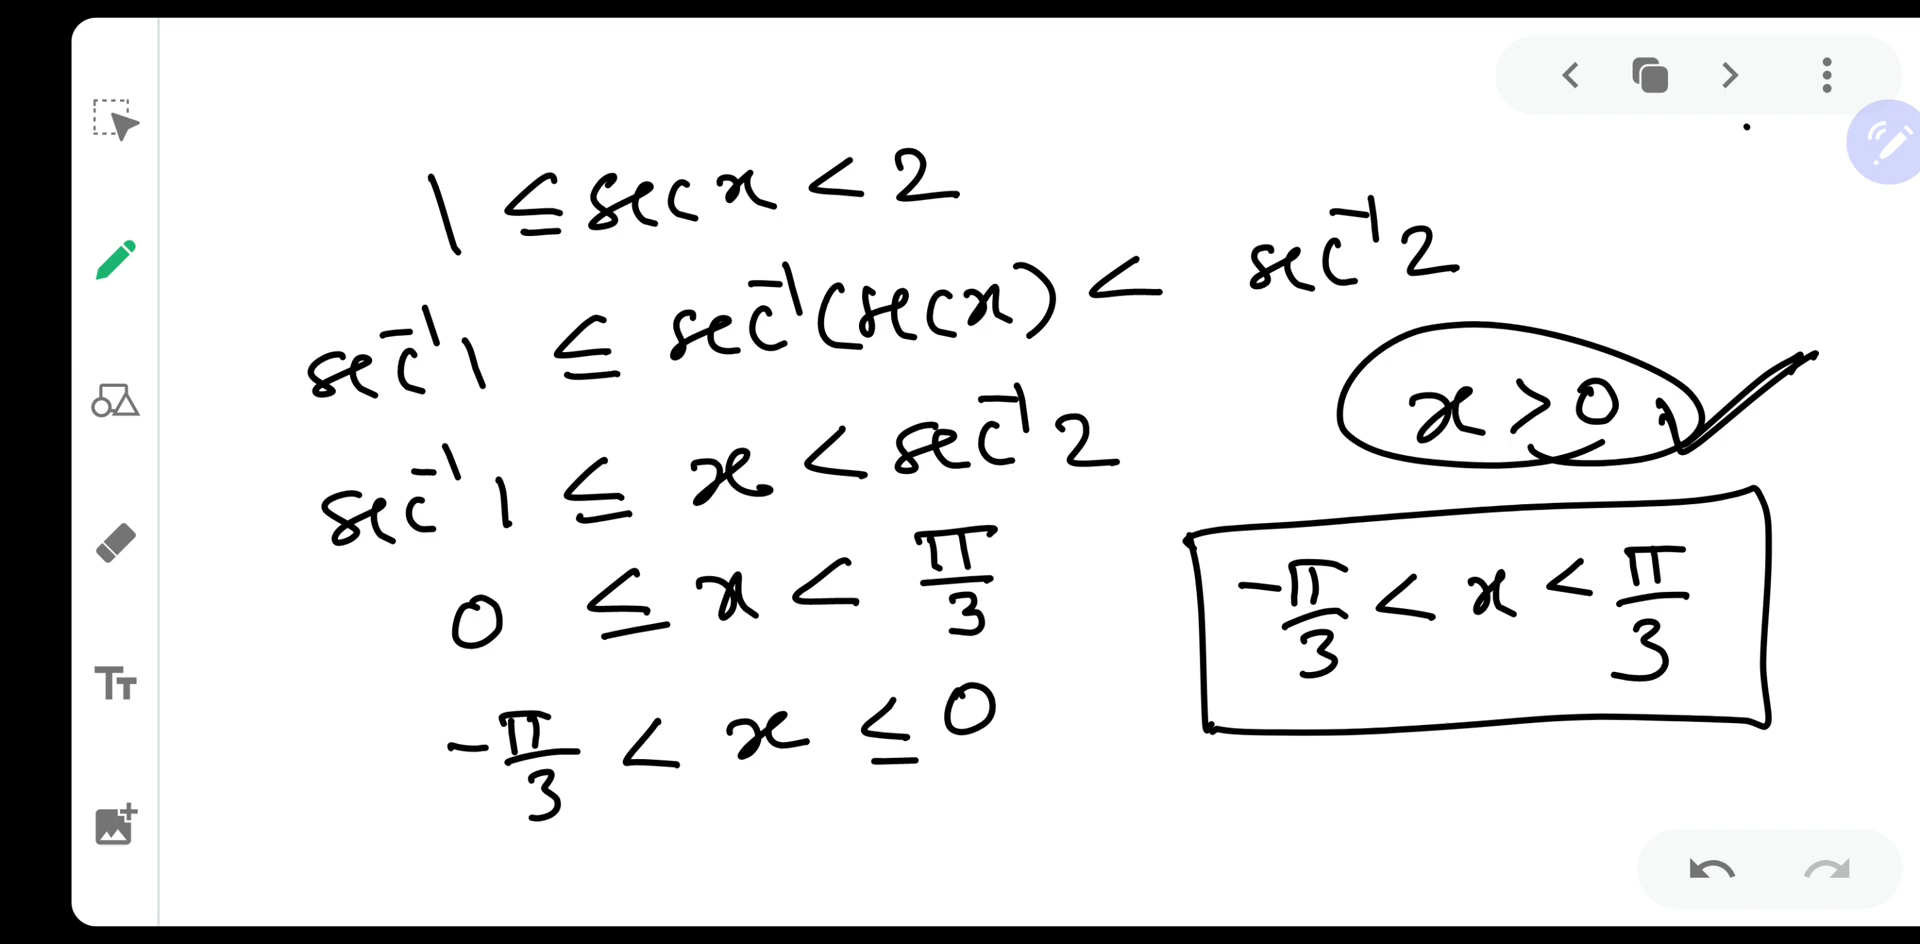 1 ≤ sec x < 2
sec⁻¹1 ≤ sec⁻¹(sec x) < sec⁻¹2
sec⁻¹1 ≤ x < sec⁻¹2
x > 0
0 ≤ x < π/3
-π/3 < x < π/3
-π/3 < x ≤ 0
TT